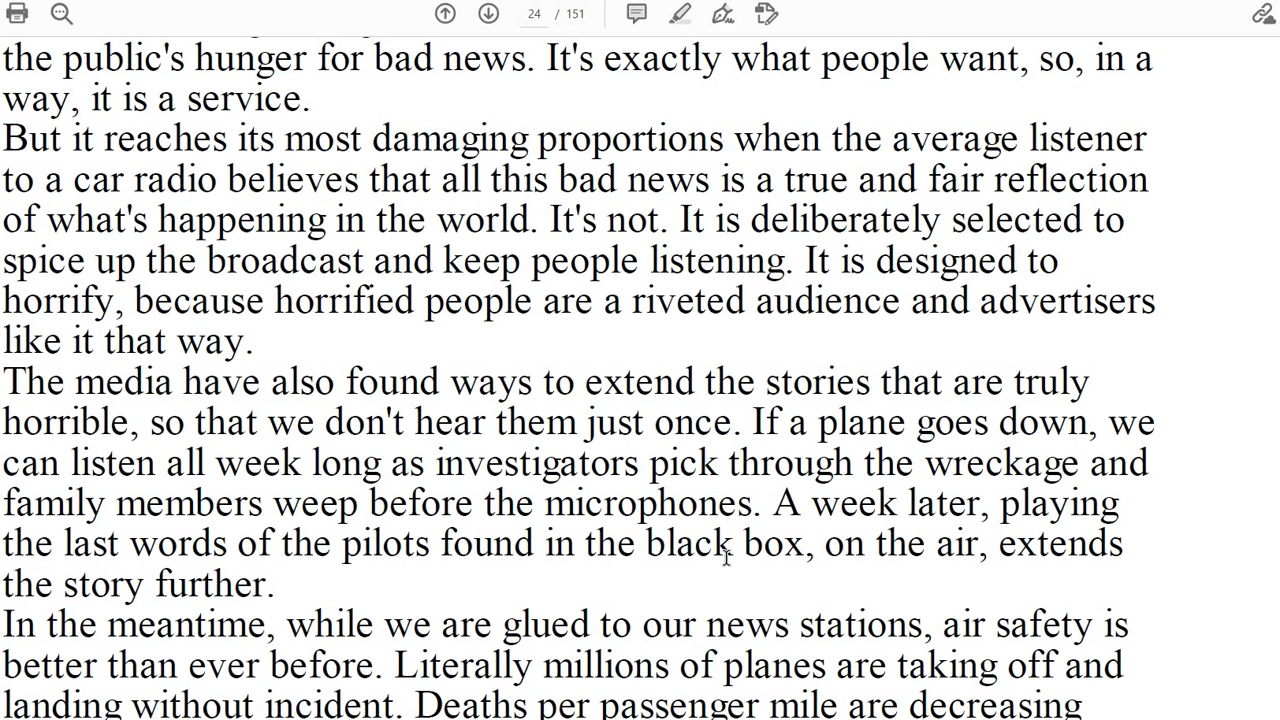 24 / 151
the public's hunger for bad news. It's exactly what people want, so, in a
way, it is a service.
But it reaches its most damaging proportions when the average listener
to a car radio believes that all this bad news is a true and fair reflection
of what's happening in the world. It's not. It is deliberately selected to
spice up the broadcast and keep people listening. It is designed to
horrify, because horrified people are a riveted audience and advertisers
like it that way.
The media have also found ways to extend the stories that are truly
horrible, so that we don't hear them just once. If a plane goes down, we
can listen all week long as investigators pick through the wreckage and
family members weep before the microphones. A week later, playing
the last words of the pilots found in the black box, on the air, extends
the story further.
In the meantime, while we are glued to our news stations, air safety is
better than ever before. Literally millions of planes are taking off and
landing without incident. Deaths per passenger mile are decreasing